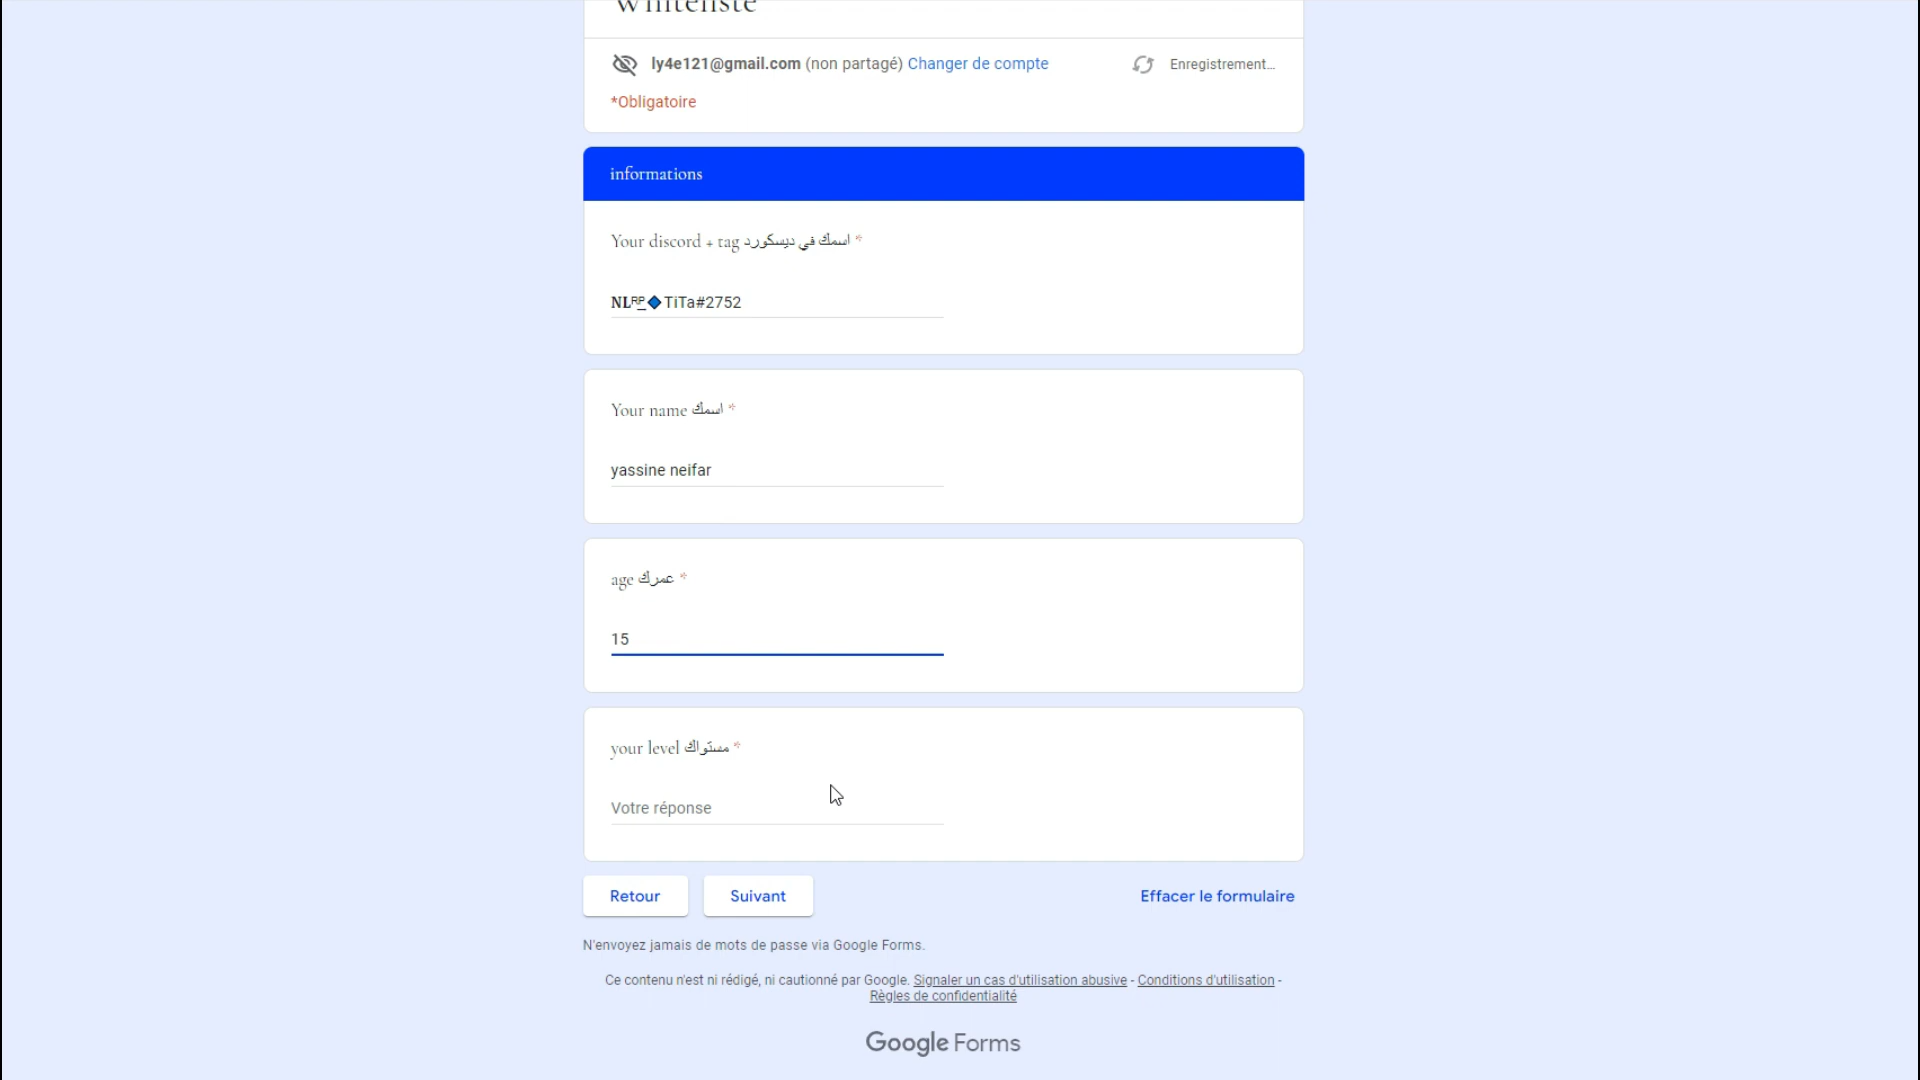 Whiteliste
ly4e121@gmail.com (non partagé) Changer de compte
Enregistrement…
*Obligatoire
informations
Your discord + tag اسمك في ديسكورد *
𝐍𝐋ᴿᴾ_🔷TiTa#2752
Your name اسمك *
yassine neifar
age عمرك *
15
your level مستواك *
Votre réponse
Retour
Suivant
Effacer le formulaire
N'envoyez jamais de mots de passe via Google Forms.
Ce contenu n'est ni rédigé, ni cautionné par Google. Signaler un cas d'utilisation abusive - Conditions d'utilisation -
Règles de confidentialité
Google Forms